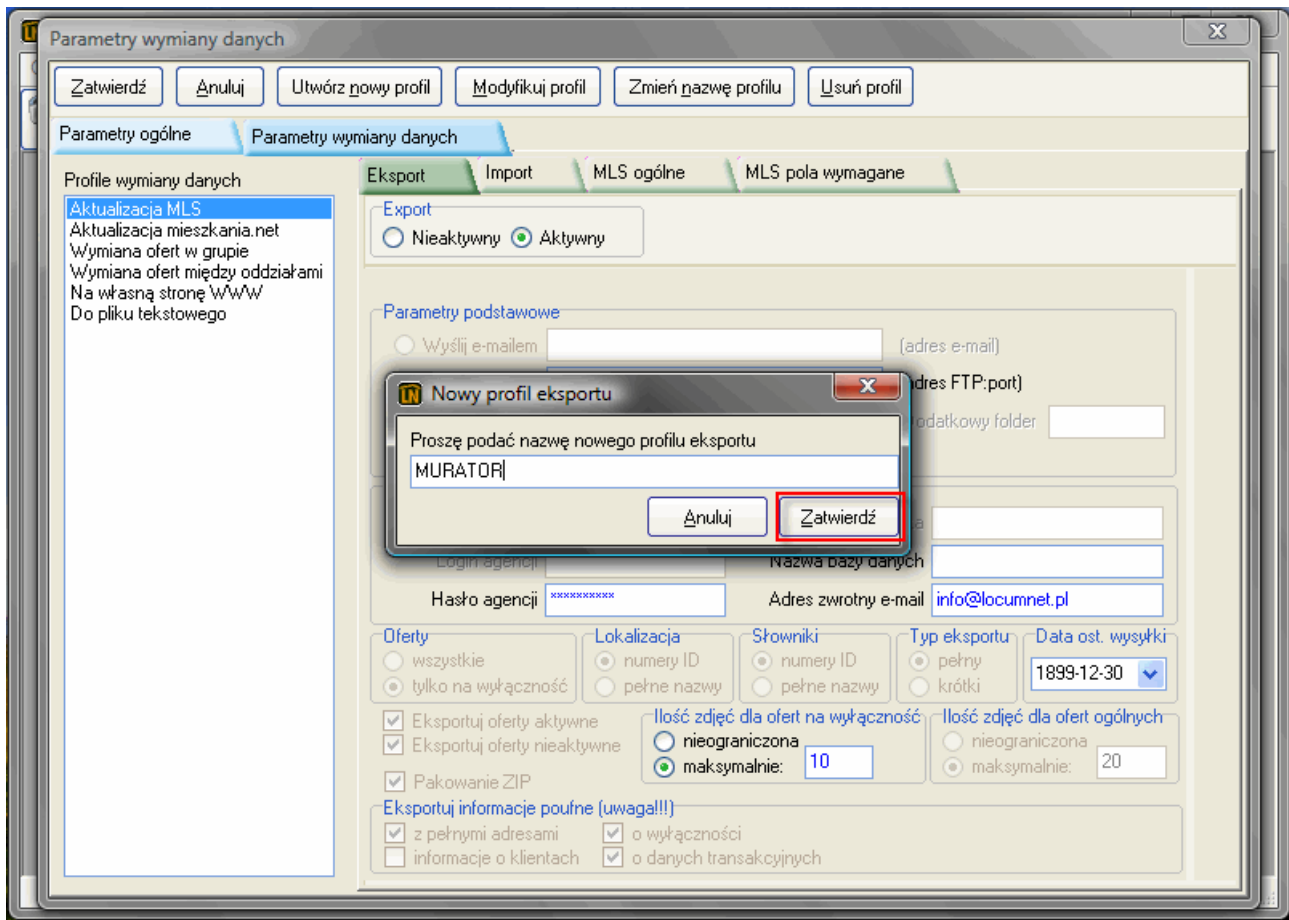 Parametry wymiany danych
Zatwierdź Anuluj Utwórz nowy profil Modyfikuj profil Zmień nazwę profilu Usuń profil
Parametry ogólne Parametry wymiany danych
Profile wymiany danych
Aktualizacja MLS
Aktualizacja mieszkania.net
Wymiana ofert w grupie
Wymiana ofert między oddziałami
Na własną stronę WWW
Do pliku tekstowego
Eksport Import MLS ogólne MLS pola wymagane
Export
Nieaktywny Aktywny
Parametry podstawowe
Wyślij e-mailem (adres e-mail)
adres FTP:port)
Dodatkowy folder
Nowy profil eksportu
Proszę podać nazwę nowego profilu eksportu
MURATOR
Anuluj Zatwierdź
Login agencji Nazwa bazy danych
Hasło agencji ********** Adres zwrotny e-mail info@locumnet.pl
Oferty Lokalizacja Słowniki Typ eksportu Data ost. wysyłki
wszystkie numery ID numery ID pełny 1899-12-30
tylko na wyłączność pełne nazwy pełne nazwy krótki
Eksportuj oferty aktywne Ilość zdjęć dla ofert na wyłączność Ilość zdjęć dla ofert ogólnych
Eksportuj oferty nieaktywne nieograniczona nieograniczona
Pakowanie ZIP maksymalnie: 10 maksymalnie: 20
Eksportuj informacje poufne (uwaga!!!)
z pełnymi adresami o wyłączności
informacje o klientach o danych transakcyjnych